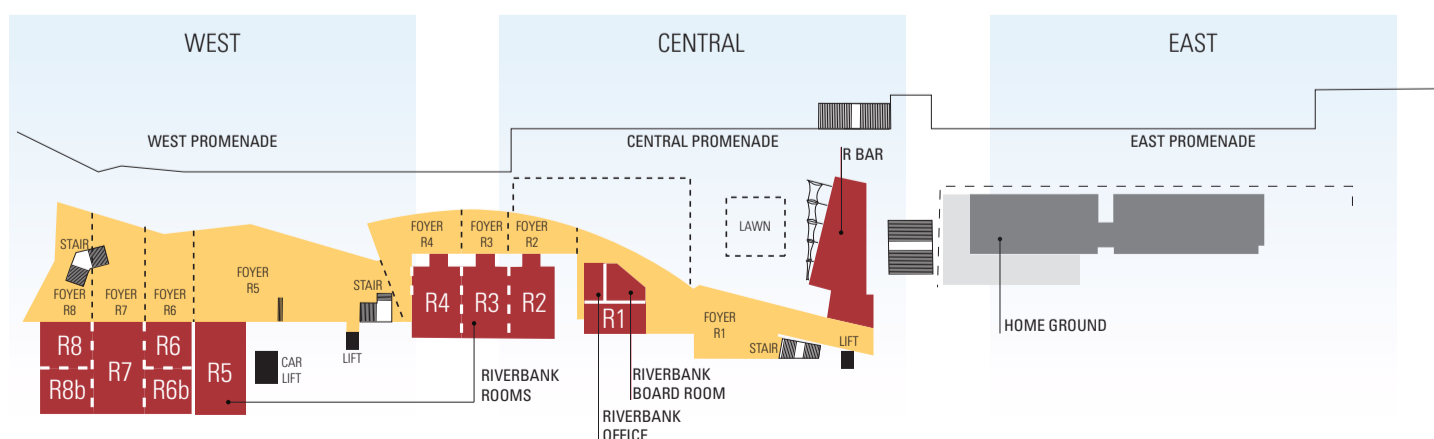 WEST
CENTRAL
EAST
WEST PROMENADE
CENTRAL PROMENADE
EAST PROMENADE
R BAR
LAWN
FOYER
R4
FOYER
R3
FOYER
R2
STAIR
FOYER
R8
FOYER
R7
FOYER
R6
FOYER
R5
STAIR
R4
R3
R2
R1
FOYER
R1
STAIR
LIFT
HOME GROUND
R8
R7
R6
R5
R8b
R6b
CAR
LIFT
LIFT
RIVERBANK
ROOMS
RIVERBANK
BOARD ROOM
RIVERBANK
OFFICE